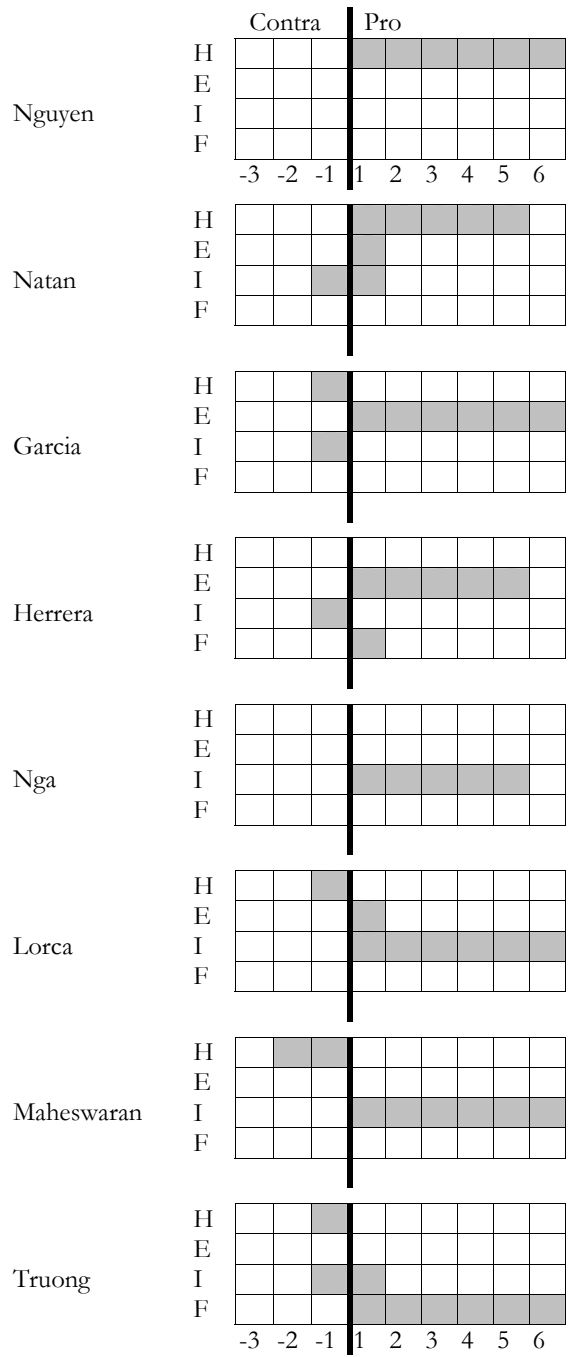 Contra Pro
H
E
Nguyen I
F
-3 -2 -1 1 2 3 4 5 6
H
E
Natan I
F
H
E
Garcia I
F
H
E
Herrera I
F
H
E
Nga I
F
H
E
Lorca I
F
H
E
Maheswaran I
F
H
E
Truong I
F
-3 -2 -1 1 2 3 4 5 6